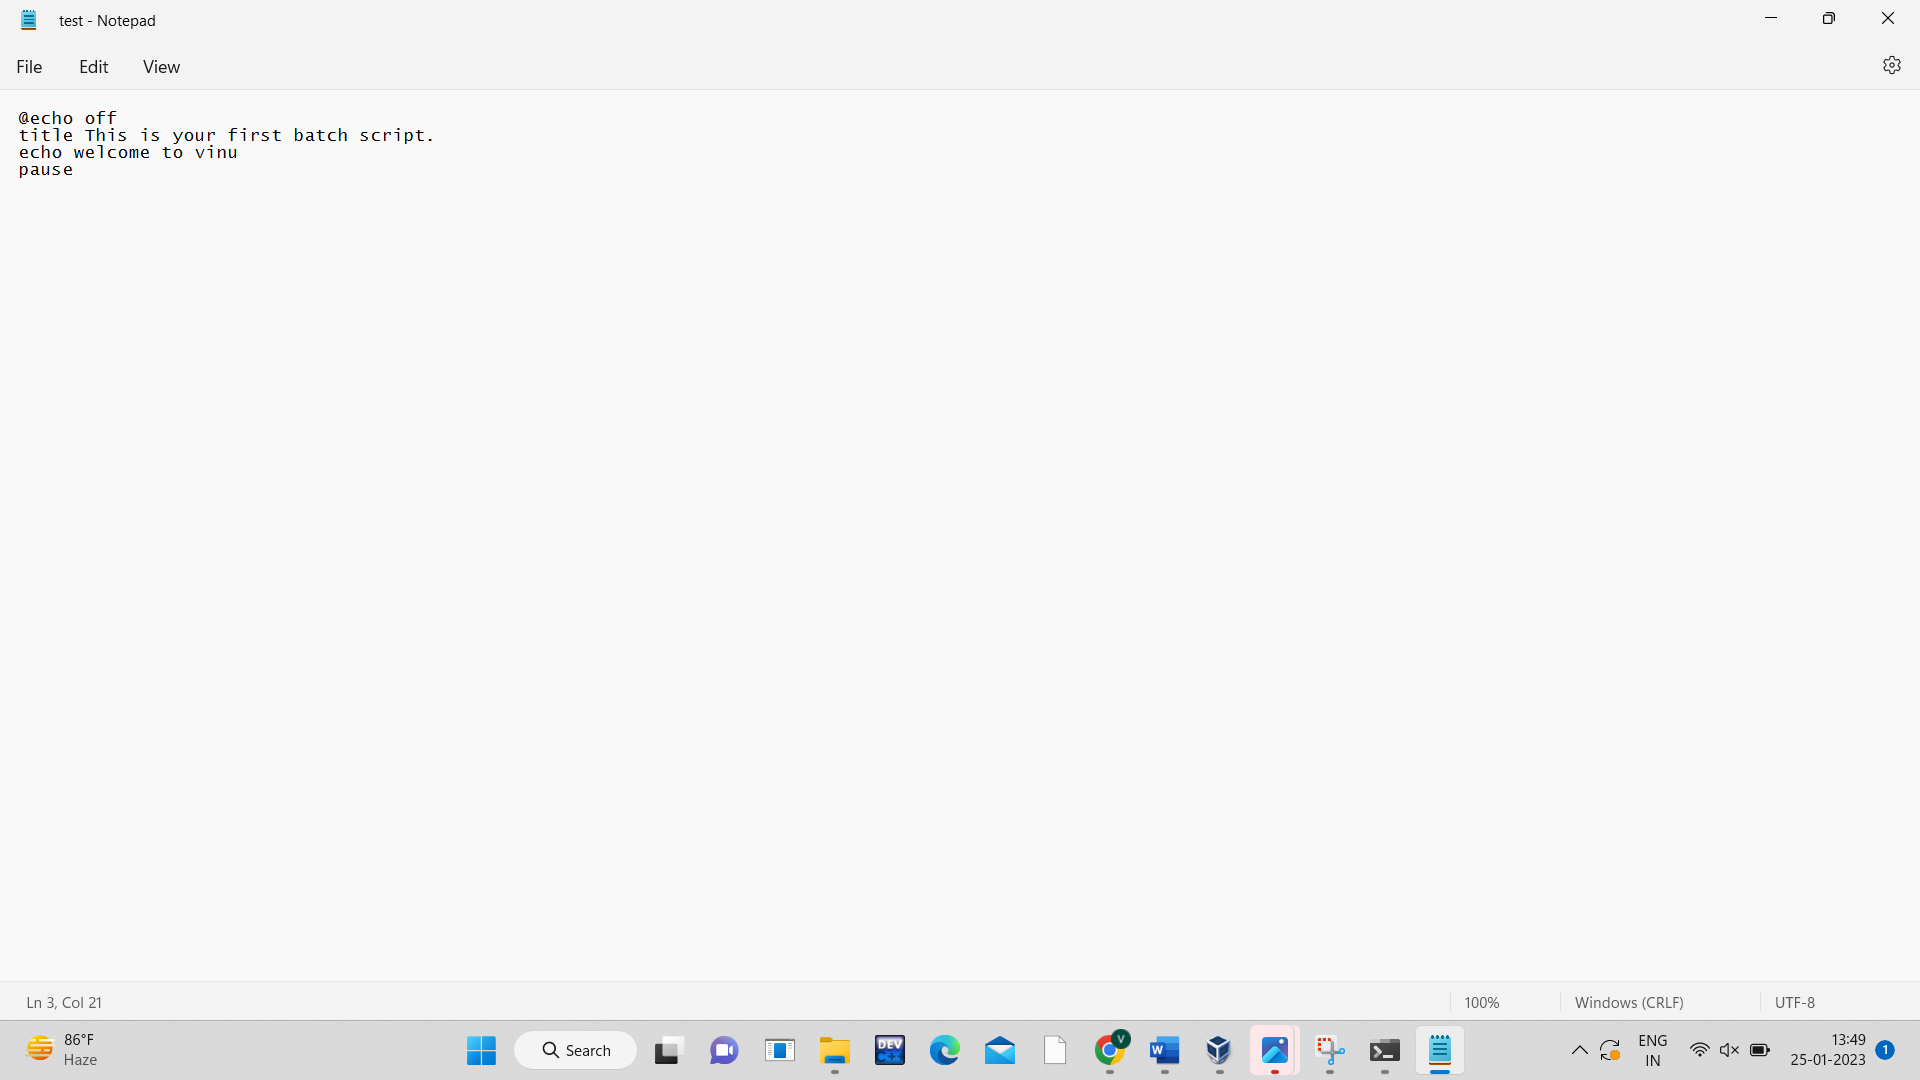 test - Notepad
File Edit View
@echo off
title This is your first batch script.
echo welcome to vinu
pause
Ln 3, Col 21 100% Windows (CRLF) UTF-8
86°F
Haze
Search
DEV
C++
V
W
ENG
IN
13:49
25-01-2023
1